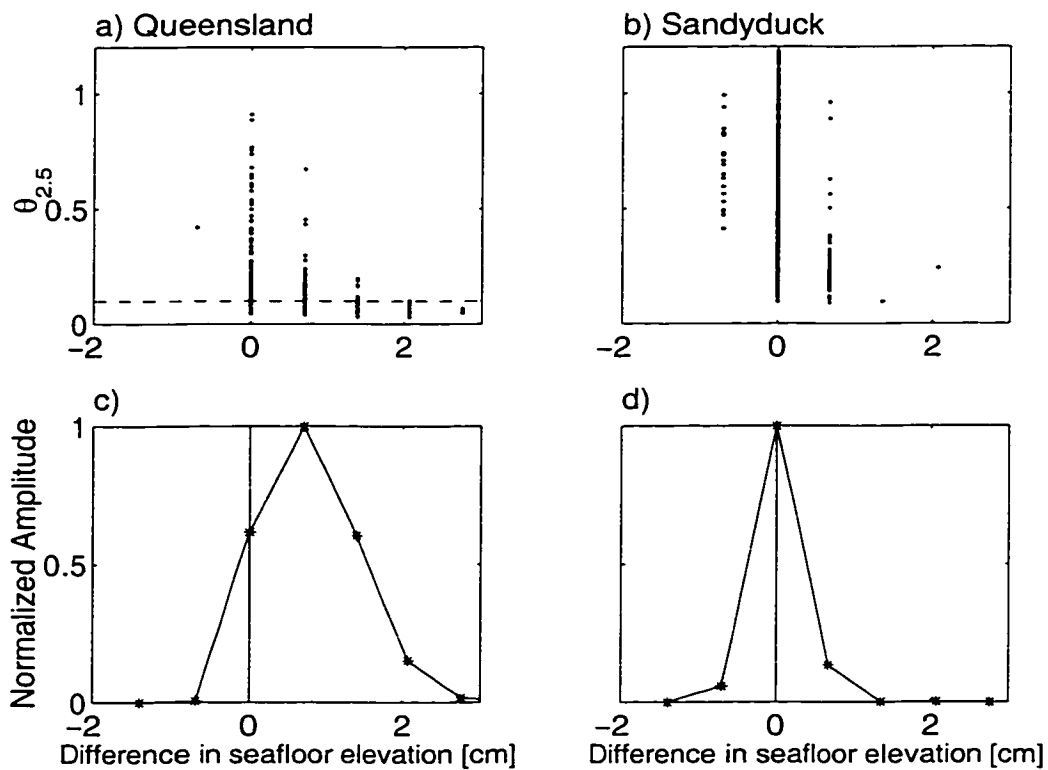 a) Queensland
b) Sandyduck
1
0.5
0
θ2.5
-2
0
2
-2
0
2
c)
d)
1
0.5
0
Normalized Amplitude
-2
0
2
-2
0
2
Difference in seafloor elevation [cm]
Difference in seafloor elevation [cm]